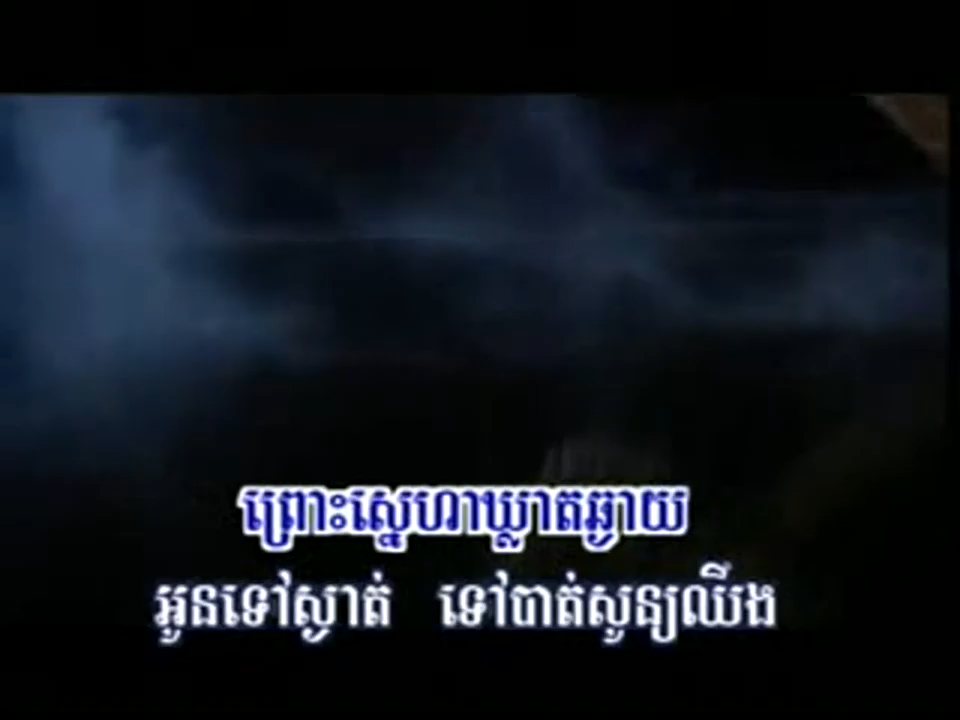 ព្រោះស្នេហាឃ្លាតឆ្ងាយ
អូនទៅស្ងាត់ ទៅបាត់សូន្យឈឹង